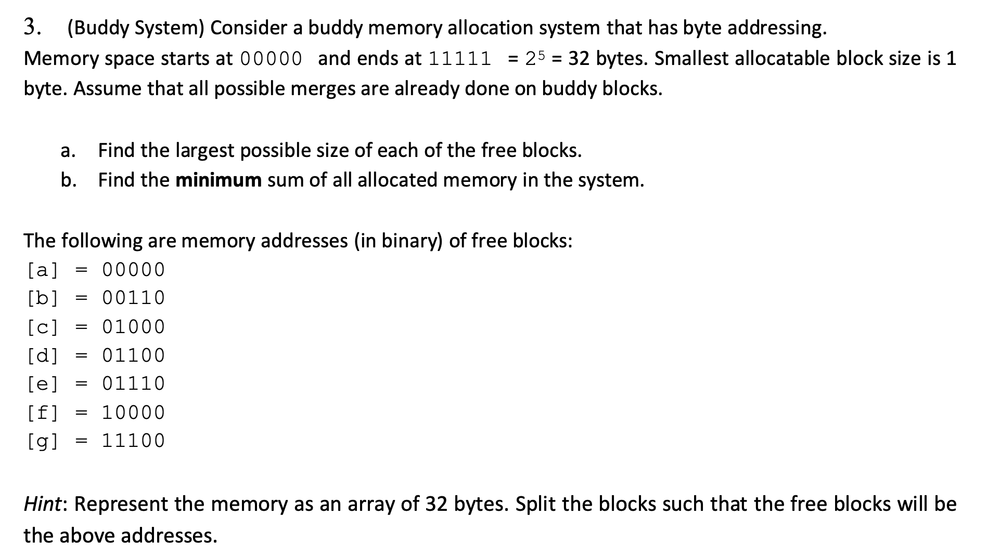 3. (Buddy System) Consider a buddy memory allocation system that has byte addressing.
Memory space starts at 00000 and ends at 11111 = 2⁵ = 32 bytes. Smallest allocatable block size is 1
byte. Assume that all possible merges are already done on buddy blocks.
a. Find the largest possible size of each of the free blocks.
b. Find the minimum sum of all allocated memory in the system.
The following are memory addresses (in binary) of free blocks:
[a] = 00000
[b] = 00110
[c] = 01000
[d] = 01100
[e] = 01110
[f] = 10000
[g] = 11100
Hint: Represent the memory as an array of 32 bytes. Split the blocks such that the free blocks will be
the above addresses.